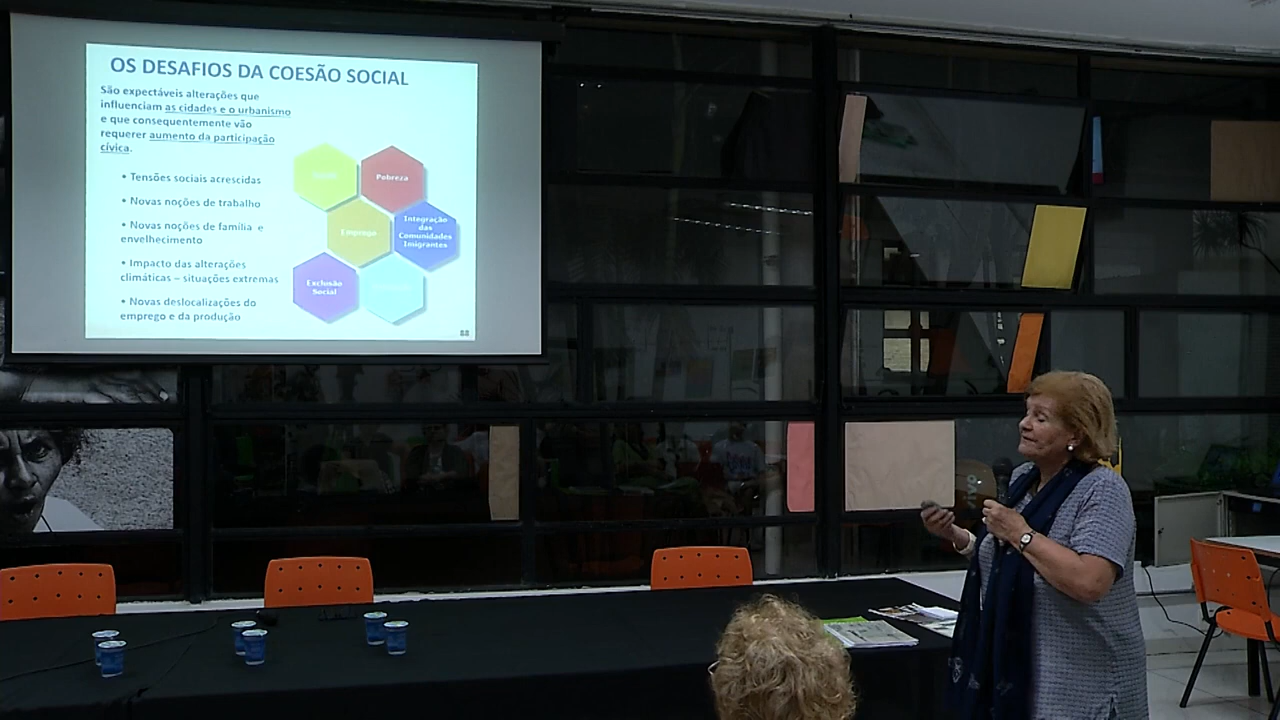 OS DESAFIOS DA COESÃO SOCIAL
São expectáveis alterações que
influenciam as cidades e o urbanismo
e que consequentemente vão
requerer aumento da participação
cívica.
• Tensões sociais acrescidas
• Novas noções de trabalho
• Novas noções de família e
envelhecimento
• Impacto das alterações
climáticas – situações extremas
• Novas deslocalizações do
emprego e da produção
Pobreza
Emprego
Integração
das
Comunidades
Imigrantes
Exclusão
Social
88